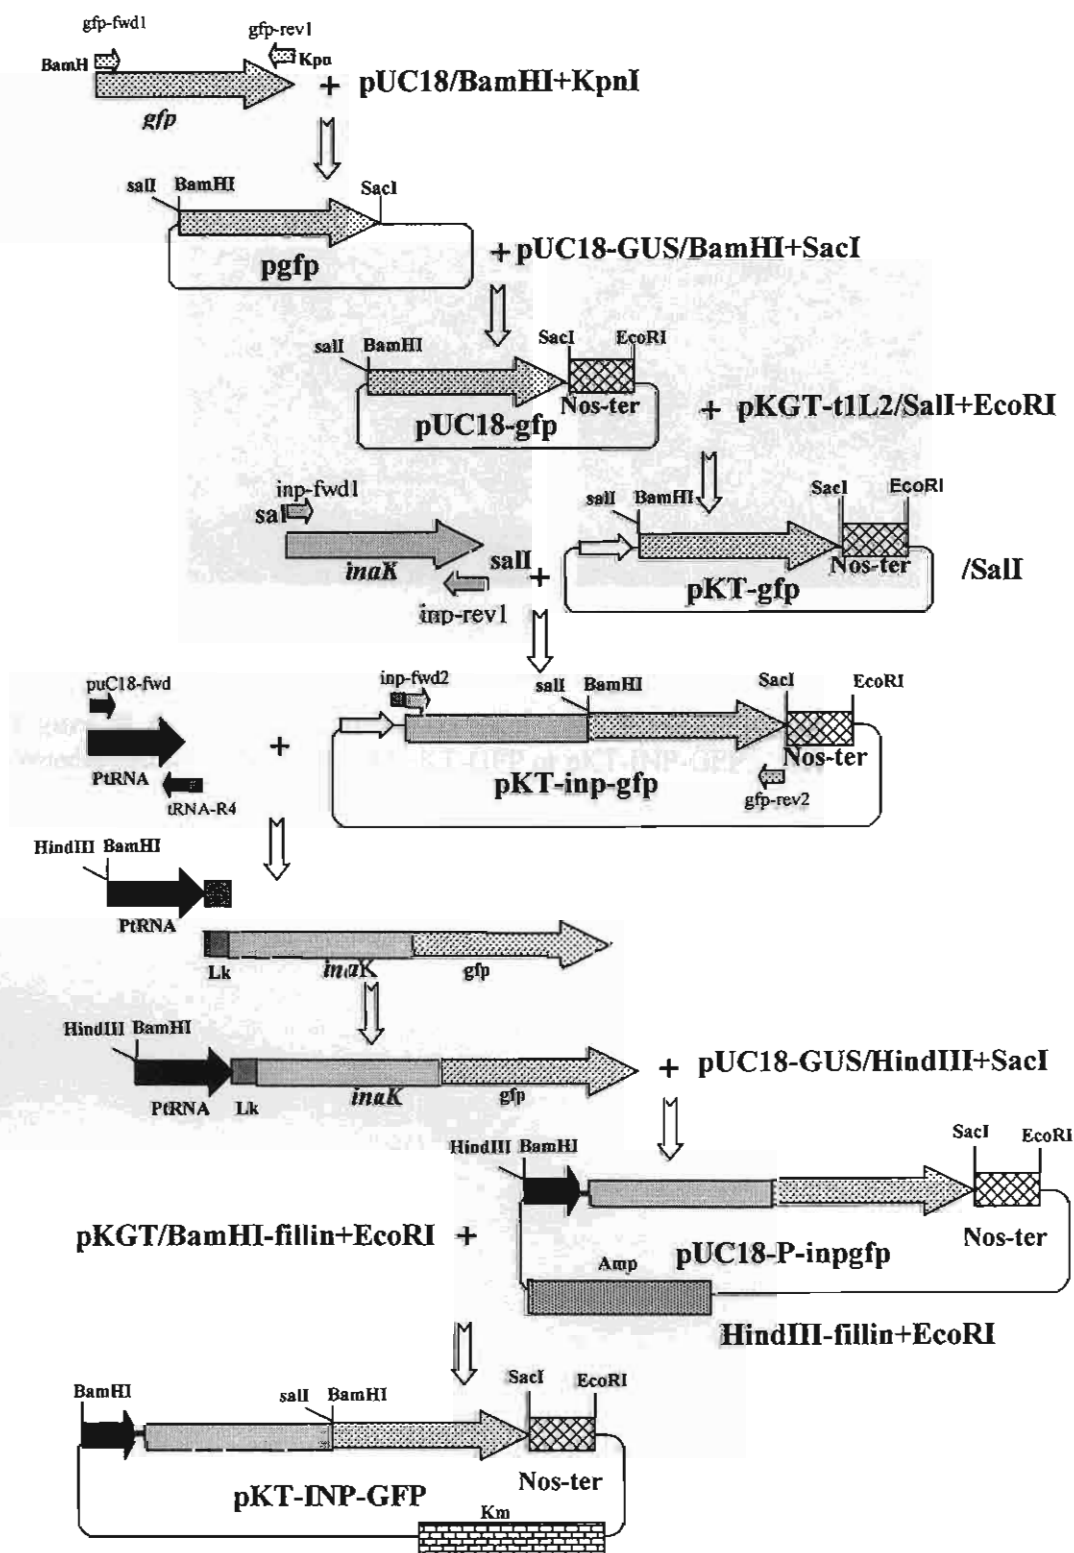 gfp-fwd1
gfp-rev1
BamH
Kpn
gfp
+ pUC18/BamHI+KpnI
salI BamHI
SacI
pgfp
+ pUC18-GUS/BamHI+SacI
salI BamHI
SacI
EcoRI
Nos-ter
pUC18-gfp
+ pKGT-t1L2/SalI+EcoRI
inp-fwd1
sal
inaK
salI
inp-rev1
+
salI BamHI
SacI
EcoRI
Nos-ter
pKT-gfp
/SalI
puC18-fwd
PtRNA
tRNA-R4
+
inp-fwd2
salI BamHI
SacI
EcoRI
Nos-ter
pKT-inp-gfp
gfp-rev2
HindIII BamHI
PtRNA
Lk
inaK
gfp
HindIII BamHI
PtRNA Lk
inaK
gfp
+ pUC18-GUS/HindIII+SacI
HindIII BamHI
SacI
EcoRI
pKGT/BamHI-fillin+EcoRI +
Nos-ter
pUC18-P-inpgfp
Amp
HindIII-fillin+EcoRI
BamHI
salI BamHI
SacI
EcoRI
Nos-ter
pKT-INP-GFP
Km